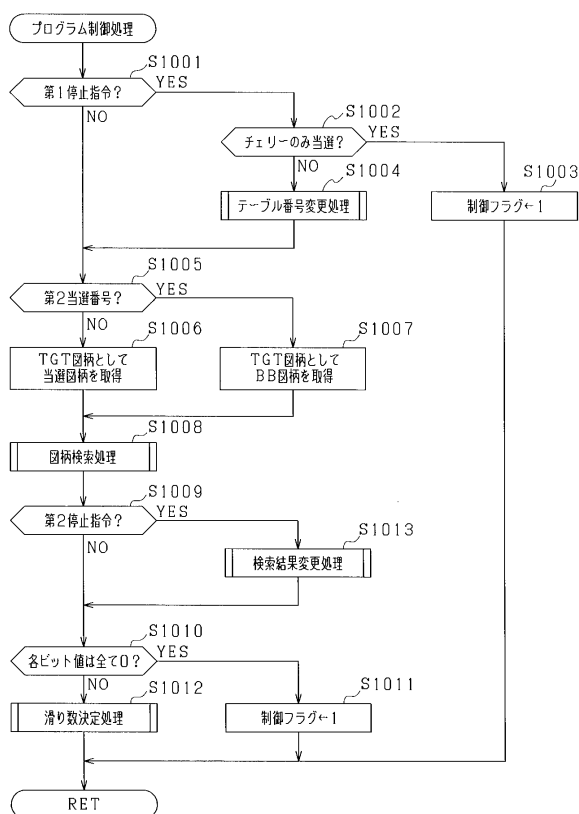 プログラム制御処理
S1001
第1停止指令?
YES
NO
S1002
チェリーのみ当選?
YES
NO
S1003
制御フラグ←1
S1004
テーブル番号変更処理
S1005
第2当選番号?
YES
NO
S1006
TGT図柄として
当選図柄を取得
S1007
TGT図柄として
BB図柄を取得
S1008
図柄検索処理
S1009
第2停止指令?
YES
NO
S1013
検索結果変更処理
S1010
各ビット値は全て0?
YES
NO
S1012
滑り数決定処理
S1011
制御フラグ←1
RET